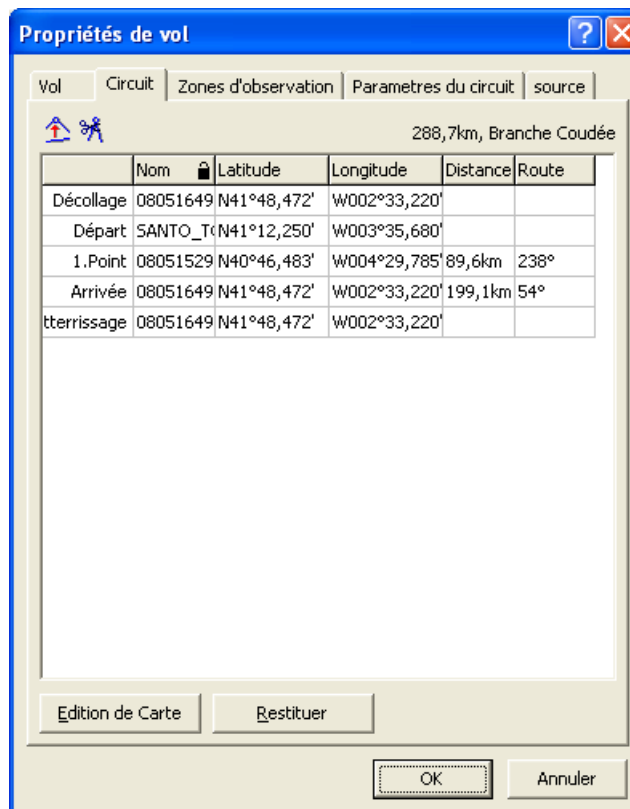 Propriétés de vol
Vol Circuit Zones d'observation Parametres du circuit source
288,7km, Branche Coudée
Nom Latitude Longitude Distance Route
Décollage 08051649 N41°48,472' W002°33,220'
Départ SANTO_T N41°12,250' W003°35,680'
1.Point 08051529 N40°46,483' W004°29,785' 89,6km 238°
Arrivée 08051649 N41°48,472' W002°33,220' 199,1km 54°
tterrissage 08051649 N41°48,472' W002°33,220'
Edition de Carte Restituer
OK Annuler